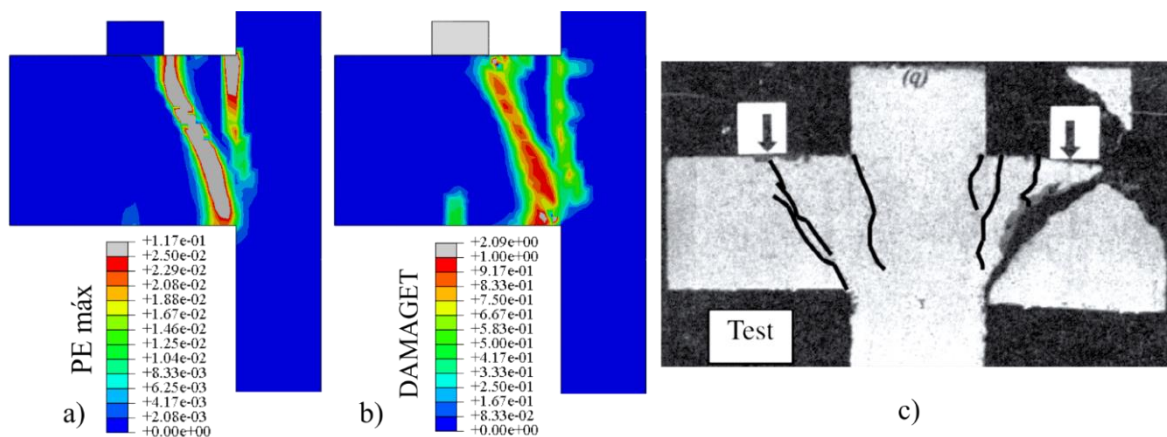 PE máx
+1.17e-01
+2.50e-02
+2.29e-02
+2.08e-02
+1.88e-02
+1.67e-02
+1.46e-02
+1.25e-02
+1.04e-02
+8.33e-03
+6.25e-03
+4.17e-03
+2.08e-03
+0.00e+00
a)
DAMAGET
+2.09e+00
+1.00e+00
+9.17e-01
+8.33e-01
+7.50e-01
+6.67e-01
+5.83e-01
+5.00e-01
+4.17e-01
+3.33e-01
+2.50e-01
+1.67e-01
+8.33e-02
+0.00e+00
b)
(q)
Test
c)